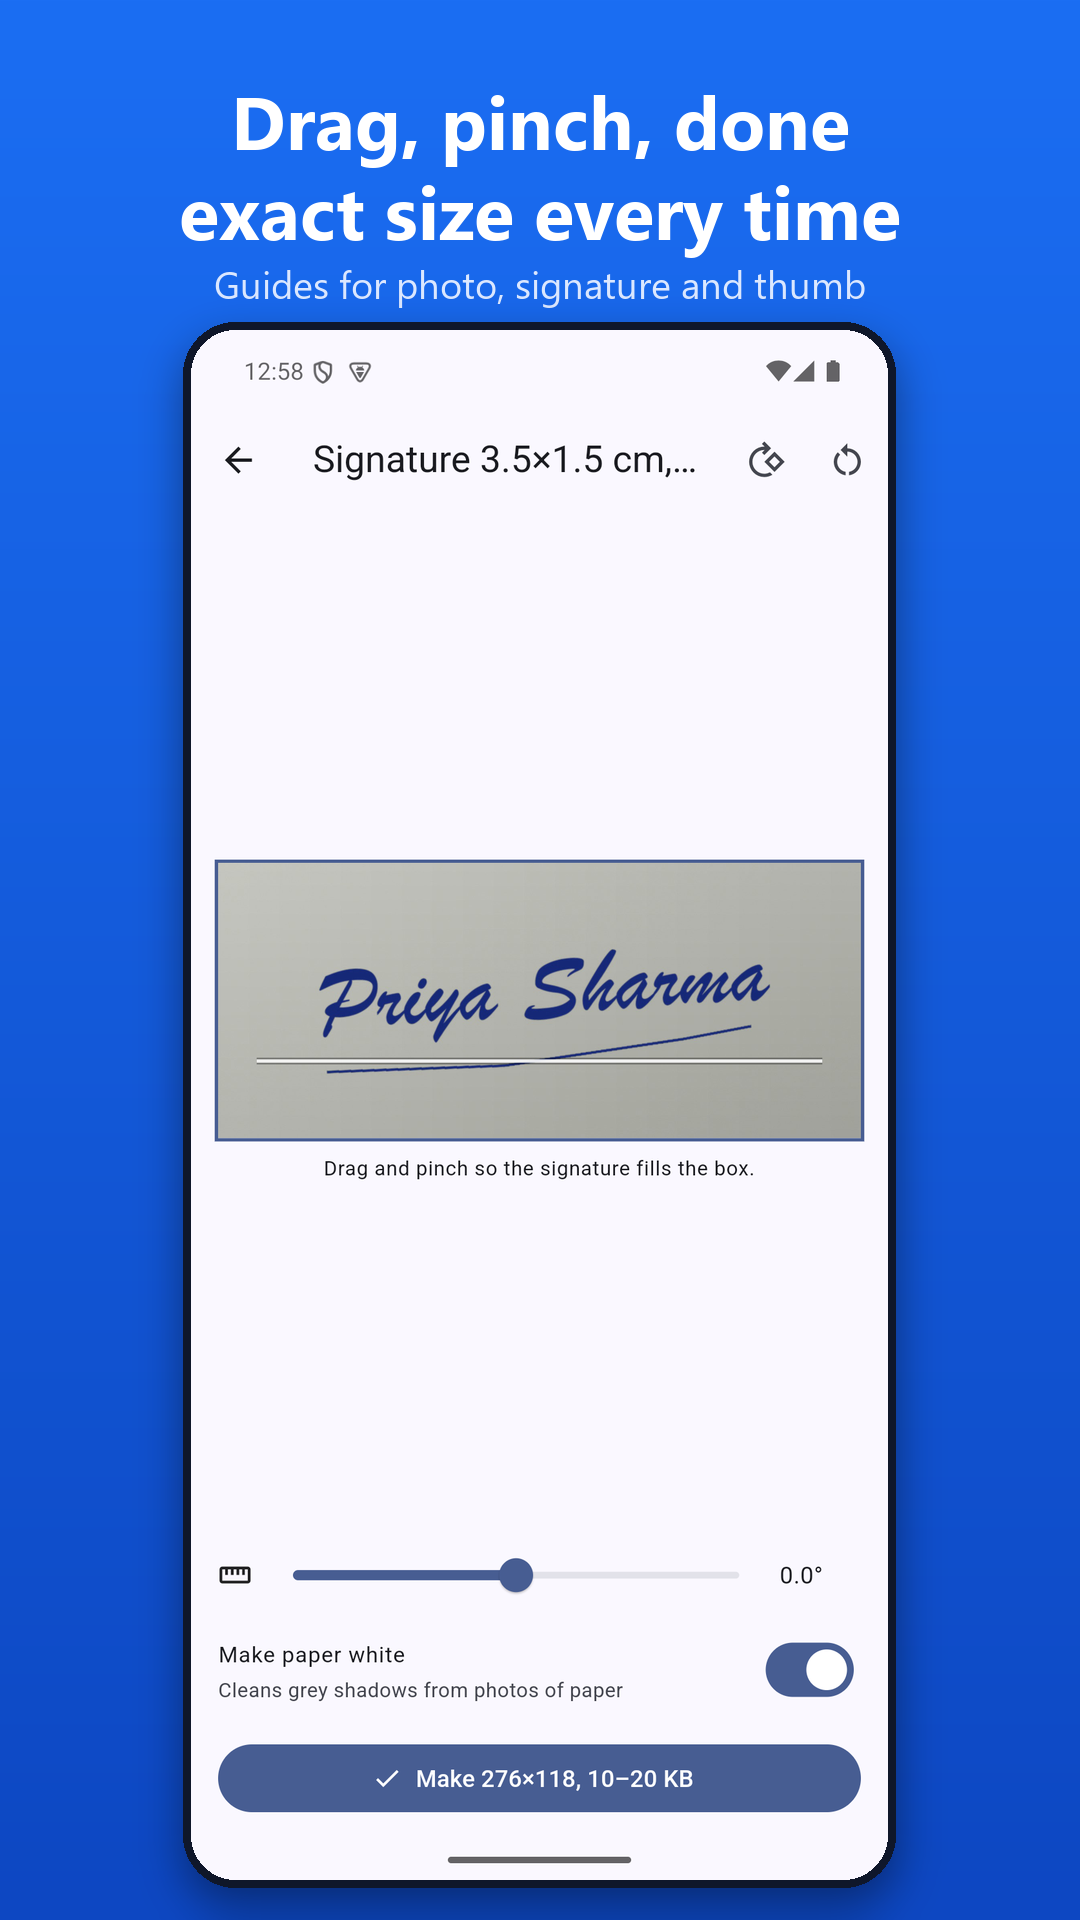 Drag, pinch, done
exact size every time
Guides for photo, signature and thumb
12:58
Signature 3.5×1.5 cm,...
Priya Sharma
Drag and pinch so the signature fills the box.
0.0°
Make paper white
Cleans grey shadows from photos of paper
Make 276×118, 10–20 KB